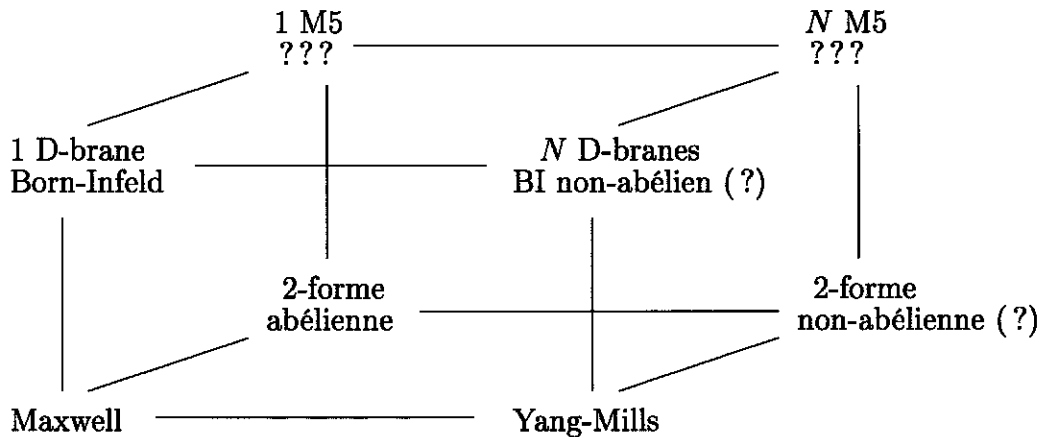 1 M5
???
N M5
???
1 D-brane
Born-Infeld
N D-branes
BI non-abélien (?)
2-forme
abélienne
2-forme
non-abélienne (?)
Maxwell
Yang-Mills